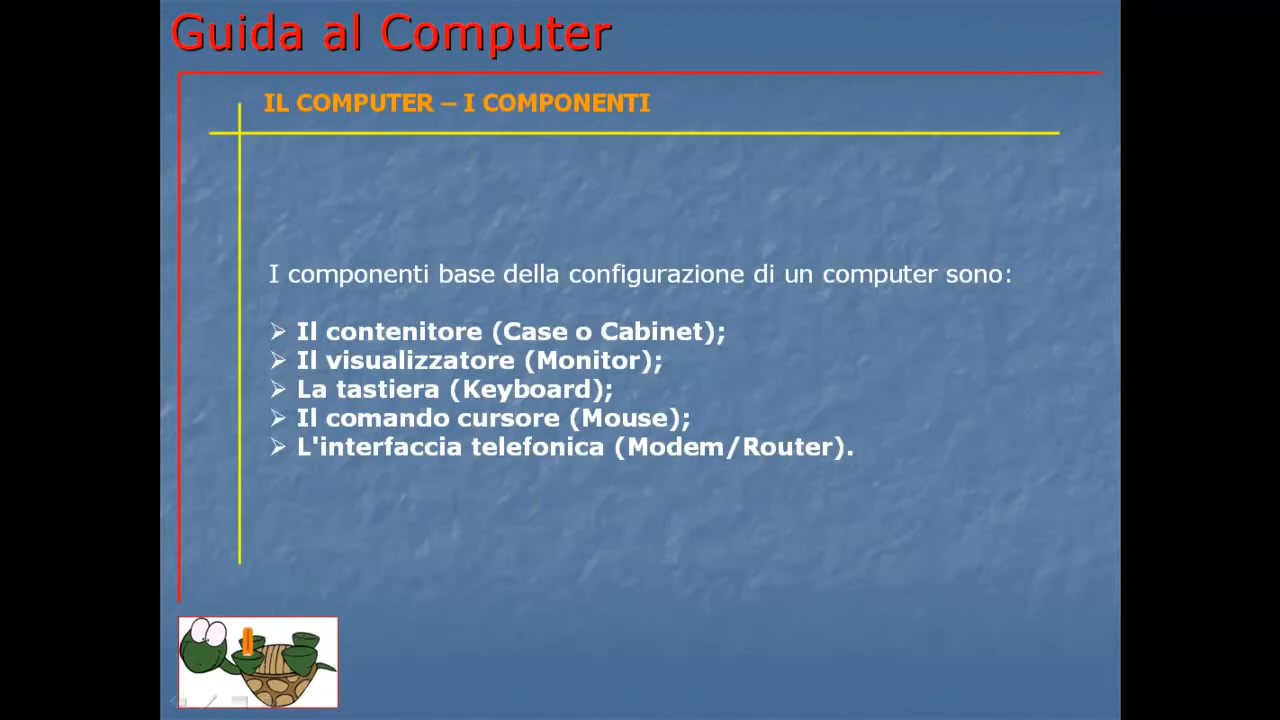 Guida al Computer
IL COMPUTER – I COMPONENTI
I componenti base della configurazione di un computer sono:
➢ Il contenitore (Case o Cabinet);
➢ Il visualizzatore (Monitor);
➢ La tastiera (Keyboard);
➢ Il comando cursore (Mouse);
➢ L'interfaccia telefonica (Modem/Router).